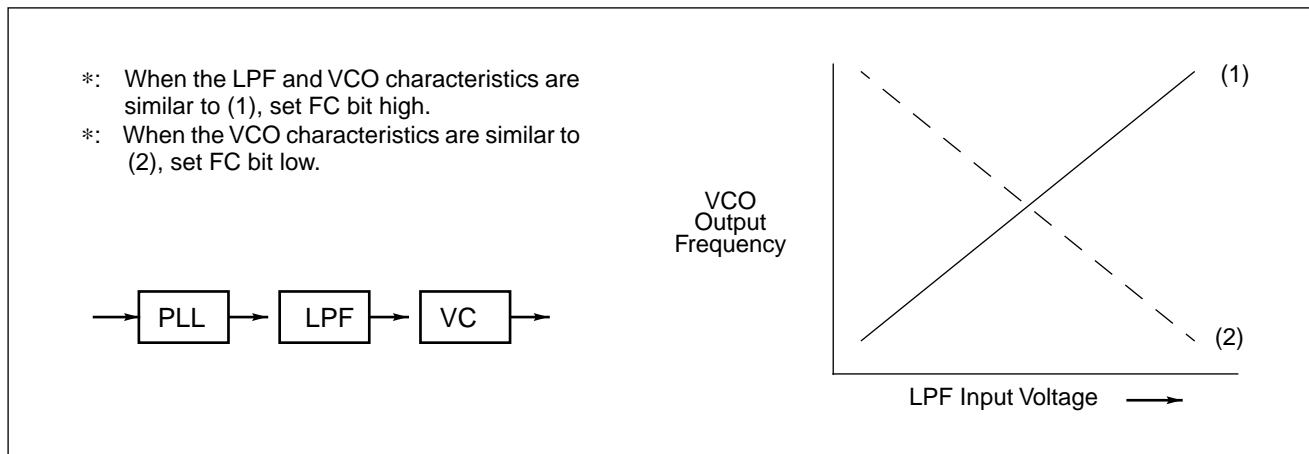 ∗: When the LPF and VCO characteristics are
similar to (1), set FC bit high.
∗: When the VCO characteristics are similar to
(2), set FC bit low.
PLL
LPF
VC
VCO
Output
Frequency
(1)
(2)
LPF Input Voltage